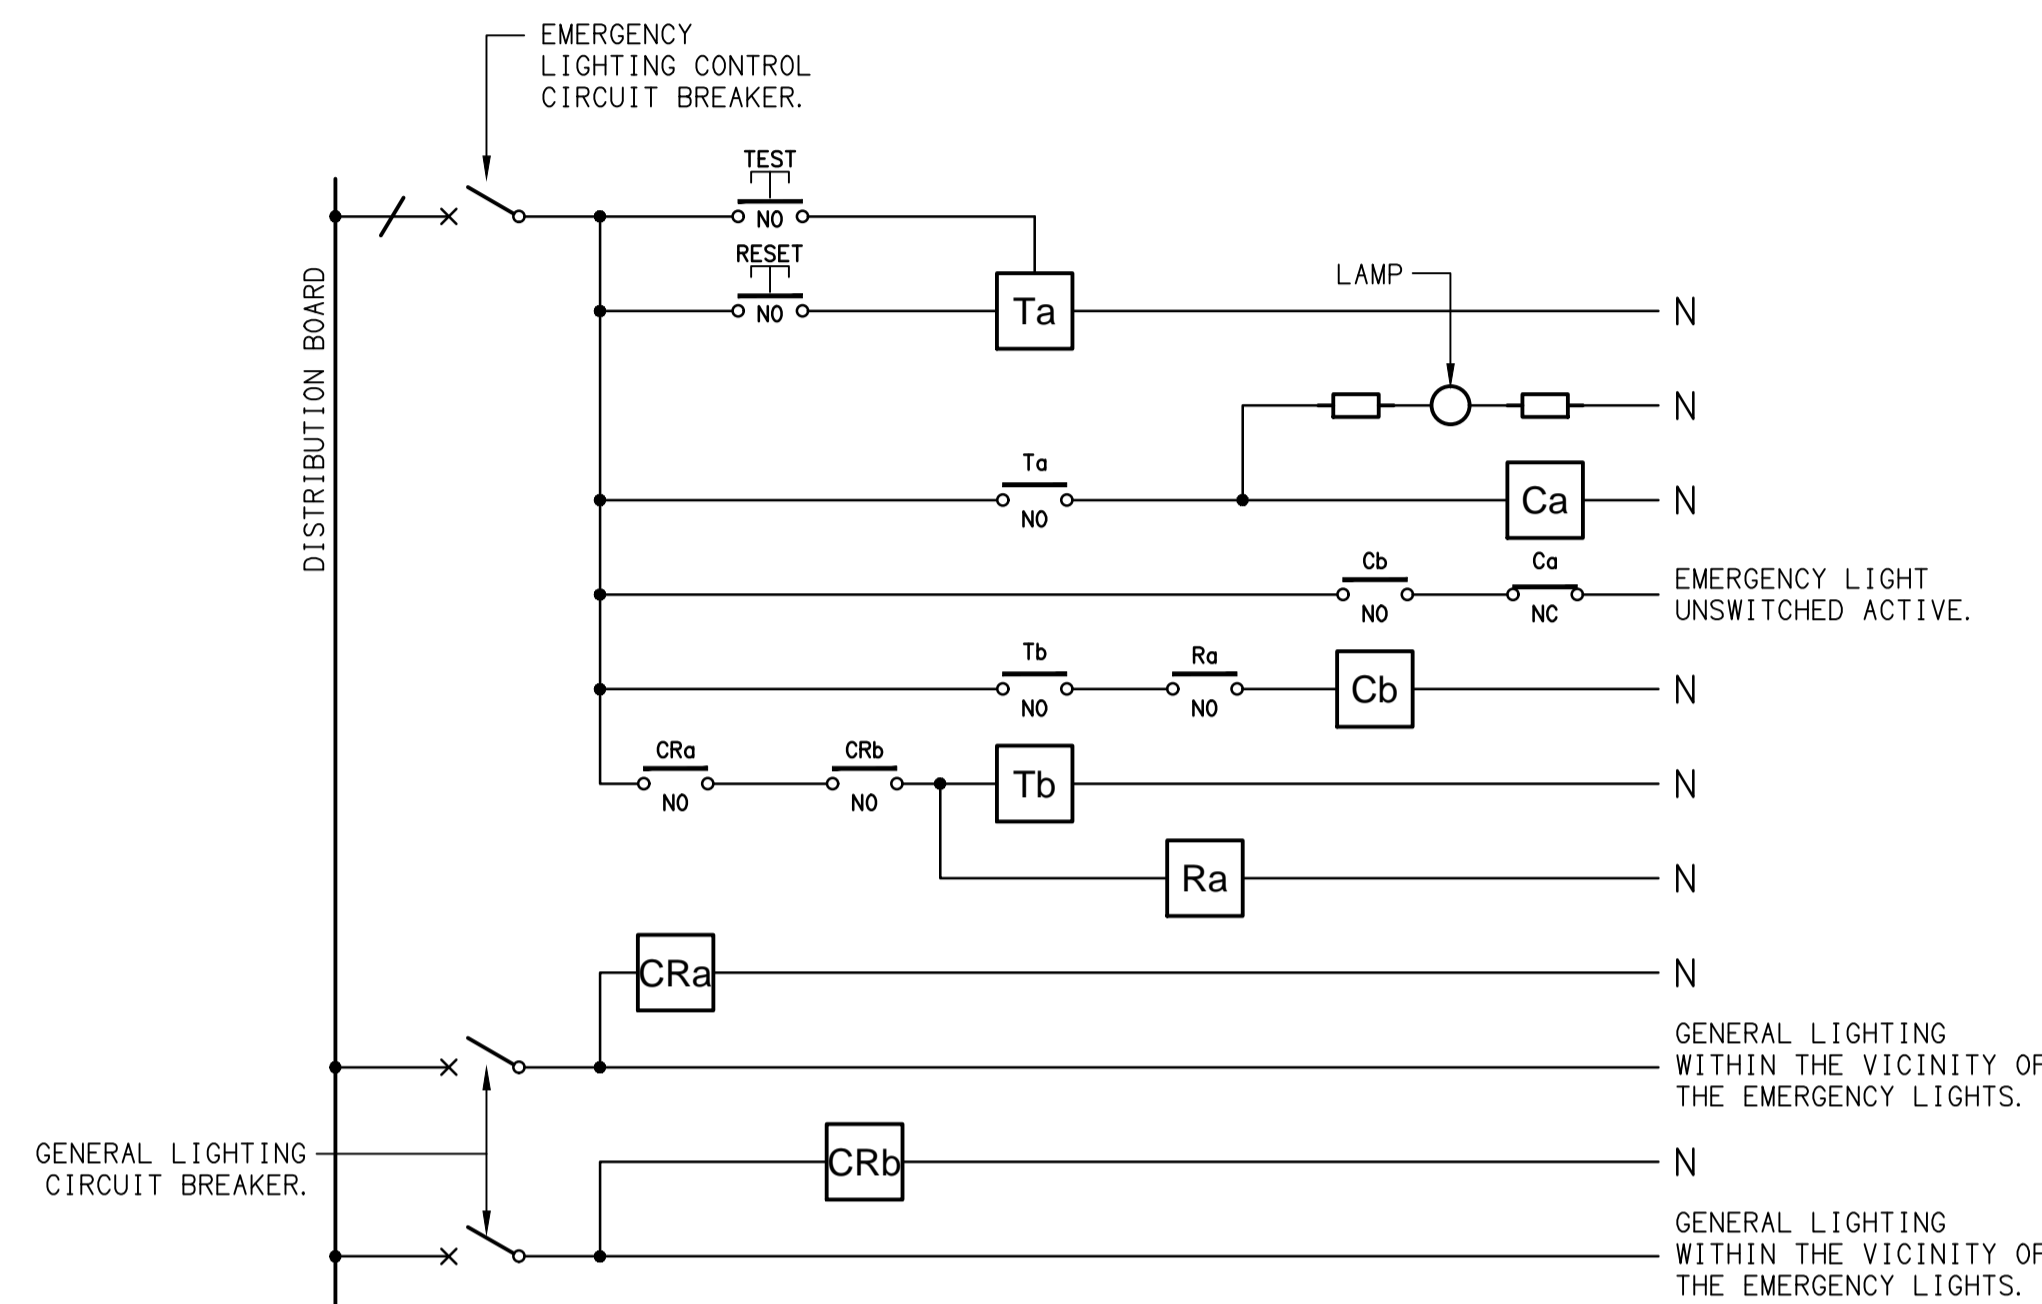 EMERGENCY
LIGHTING CONTROL
CIRCUIT BREAKER.
TEST
NO
RESET
NO
DISTRIBUTION BOARD
Ta
N
LAMP
N
Ta
NO
Ca
N
Cb
NO
Ca
NC
EMERGENCY LIGHT
UNSWITCHED ACTIVE.
Tb
NO
Ra
NO
Cb
N
CRa
NO
CRb
NO
Tb
N
Ra
N
CRa
N
GENERAL LIGHTING
WITHIN THE VICINITY OF
THE EMERGENCY LIGHTS.
GENERAL LIGHTING
CIRCUIT BREAKER.
CRb
N
GENERAL LIGHTING
WITHIN THE VICINITY OF
THE EMERGENCY LIGHTS.